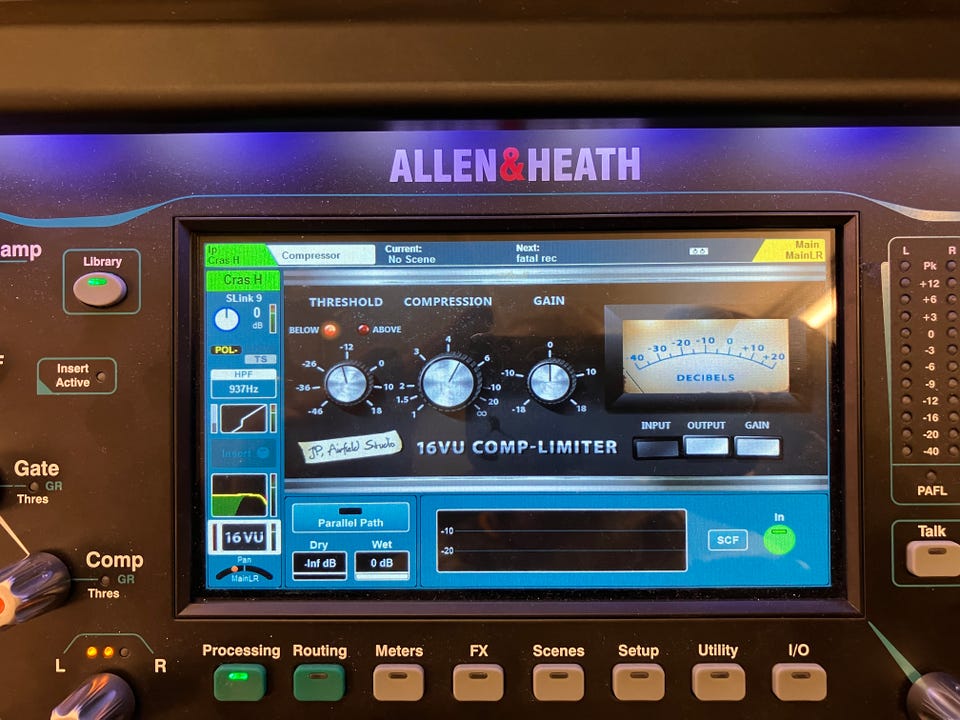 ALLEN&HEATH
amp
Library
Insert
Active
Gate
GR
Thres
Comp
GR
Thres
L R
Ip
Cras H
Compressor
Current:
No Scene
Next:
fatal rec
Main
MainLR
Cras H
SLink 9
0
dB
POL-
TS
HPF
937Hz
Insert
16 VU
Pan
MainLR
THRESHOLD COMPRESSION GAIN
BELOW ABOVE
-12
-26 0
-36 10
-46 18
4
3 6
2 10
1.5 20
1 ∞
0
-10 10
-18 18
40 -30 -20 -10 0 +10 +20
DECIBELS
INPUT OUTPUT GAIN
JP, Airfield Studio
16VU COMP-LIMITER
Parallel Path
Dry Wet
-Inf dB 0 dB
-10
-20
SCF
In
L R
Pk
+12
+6
+3
0
-3
-6
-9
-12
-16
-20
-40
PAFL
Talk
Processing Routing Meters FX Scenes Setup Utility I/O